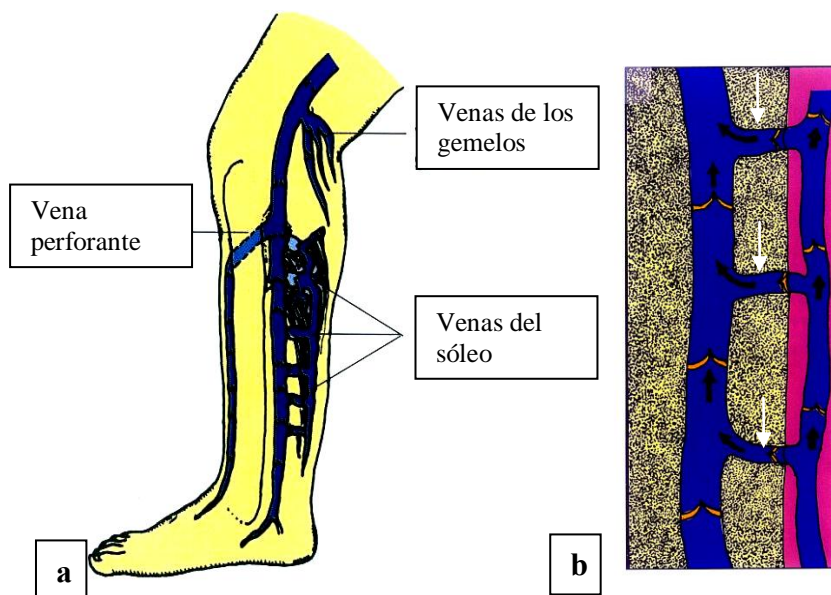 Venas de los
gemelos
Vena
perforante
Venas del
sóleo
a
b